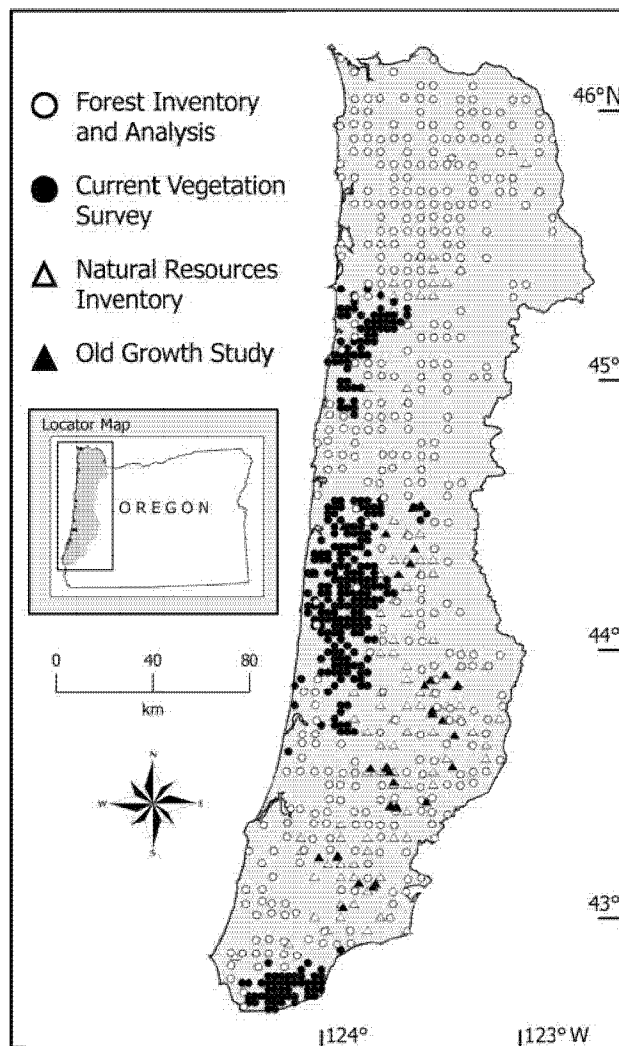 Forest Inventory
and Analysis
Current Vegetation
Survey
Natural Resources
Inventory
Old Growth Study
Locator Map
OREGON
0 40 80
km
N
W E
S
46°N
45°
44°
43°
124°
123°W